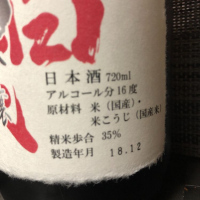 日本酒 720ml
アルコール分16度
原材料 米(国産)・
米こうじ(国産米)
精米歩合 35%
製造年月 18.12